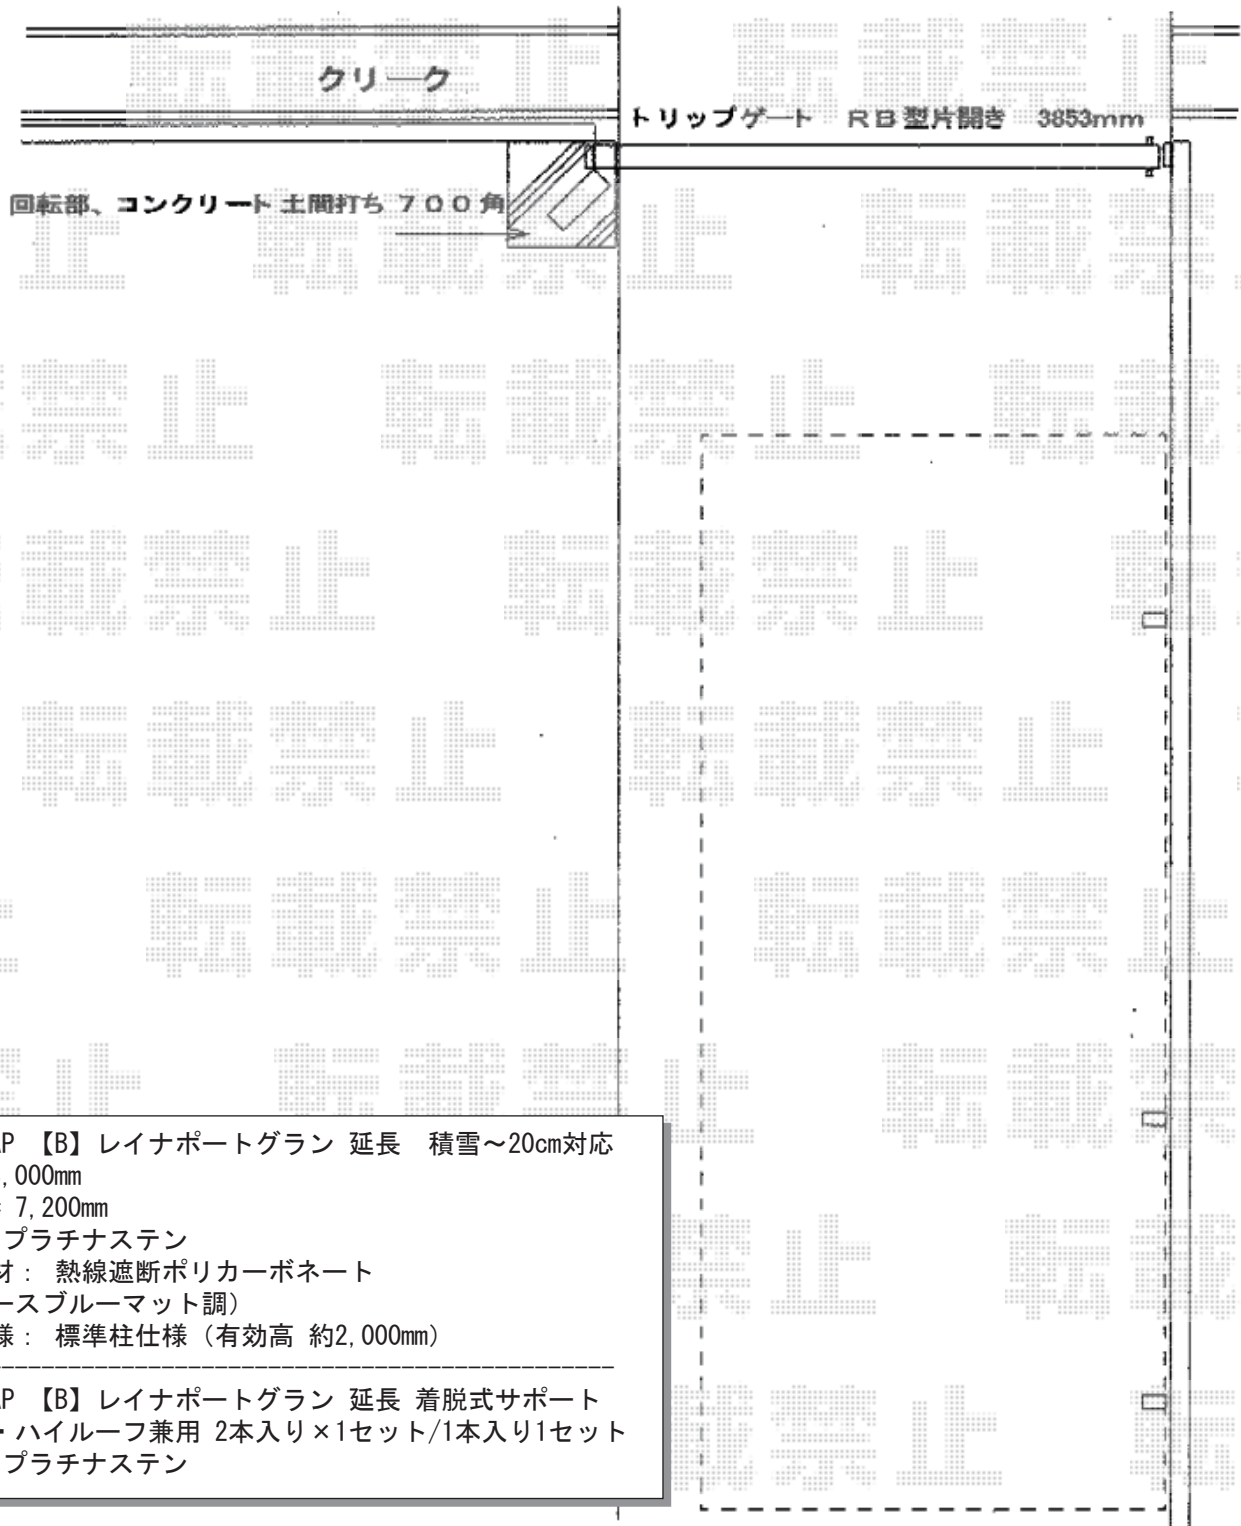 クリーク
トリップゲート RB型片開き 3853mm
回転部、コンクリート土間打ち 700角
転載禁止
AP 【B】レイナポートグラン 延長 積雪～20cm対応
,000mm
7,200mm
プラチナステン
材： 熱線遮断ポリカーボネート
ースブルーマット調）
様： 標準柱仕様（有効高 約2,000mm）
AP 【B】レイナポートグラン 延長 着脱式サポート
・ハイルーフ兼用 2本入り×1セット/1本入り1セット
プラチナステン